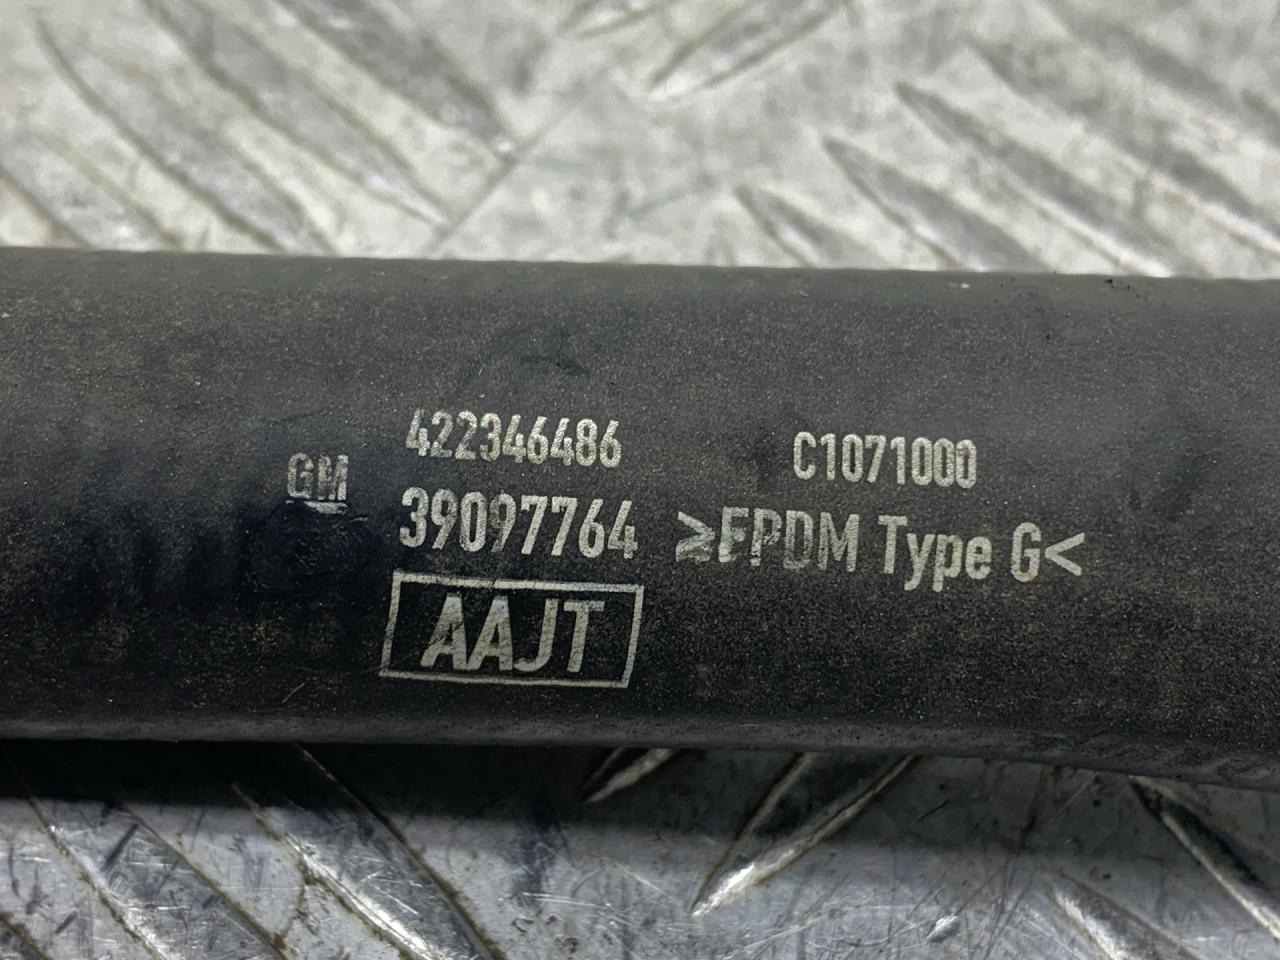 422346486
GM
39097764
AAJT
C1071000
>EPDM Type G<